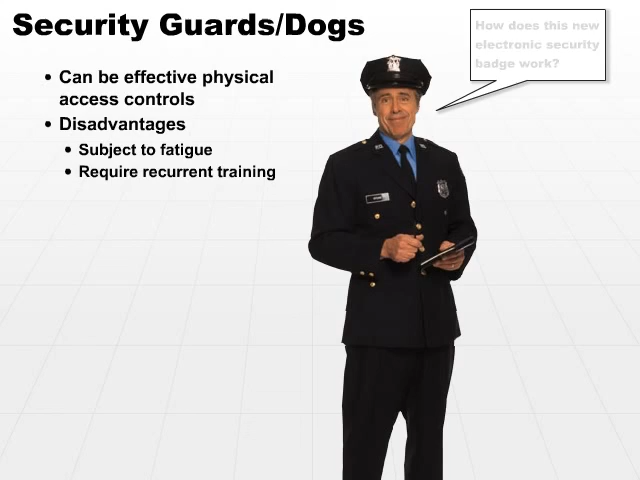 Security Guards/Dogs
How does this new
electronic security
badge work?
• Can be effective physical
access controls
• Disadvantages
• Subject to fatigue
• Require recurrent training